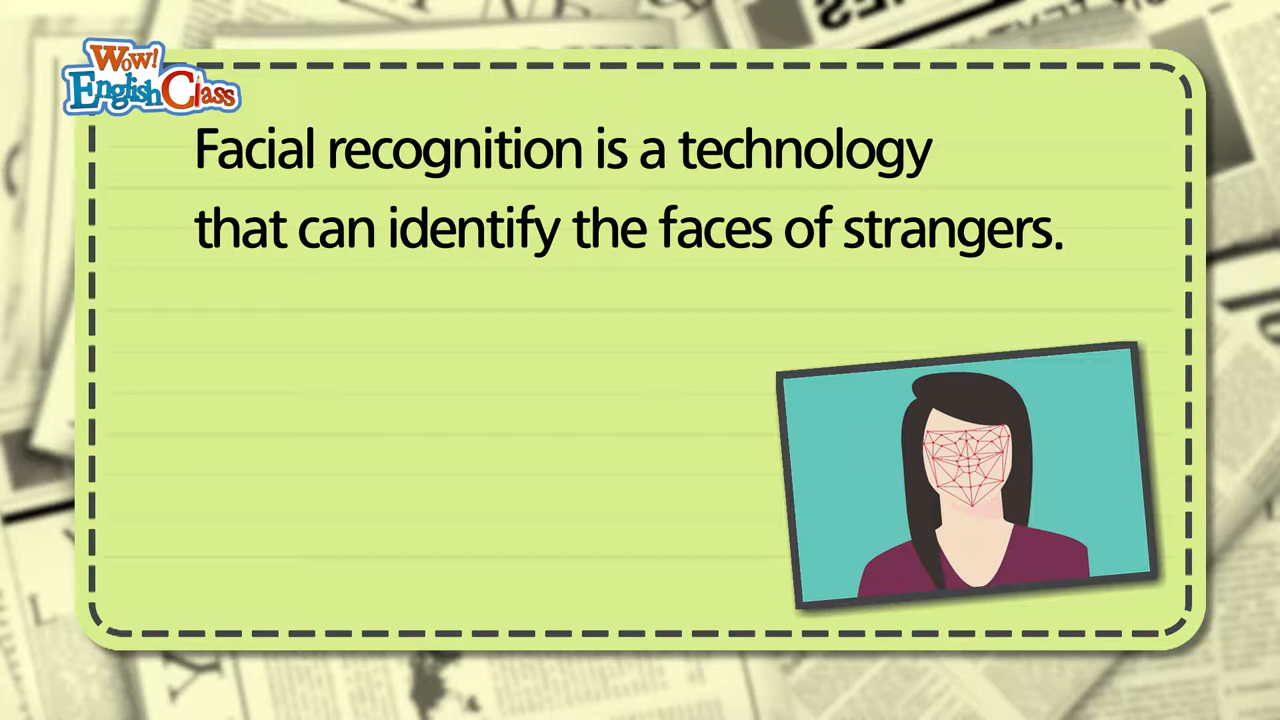 Wow!
English Class
Facial recognition is a technology
that can identify the faces of strangers.